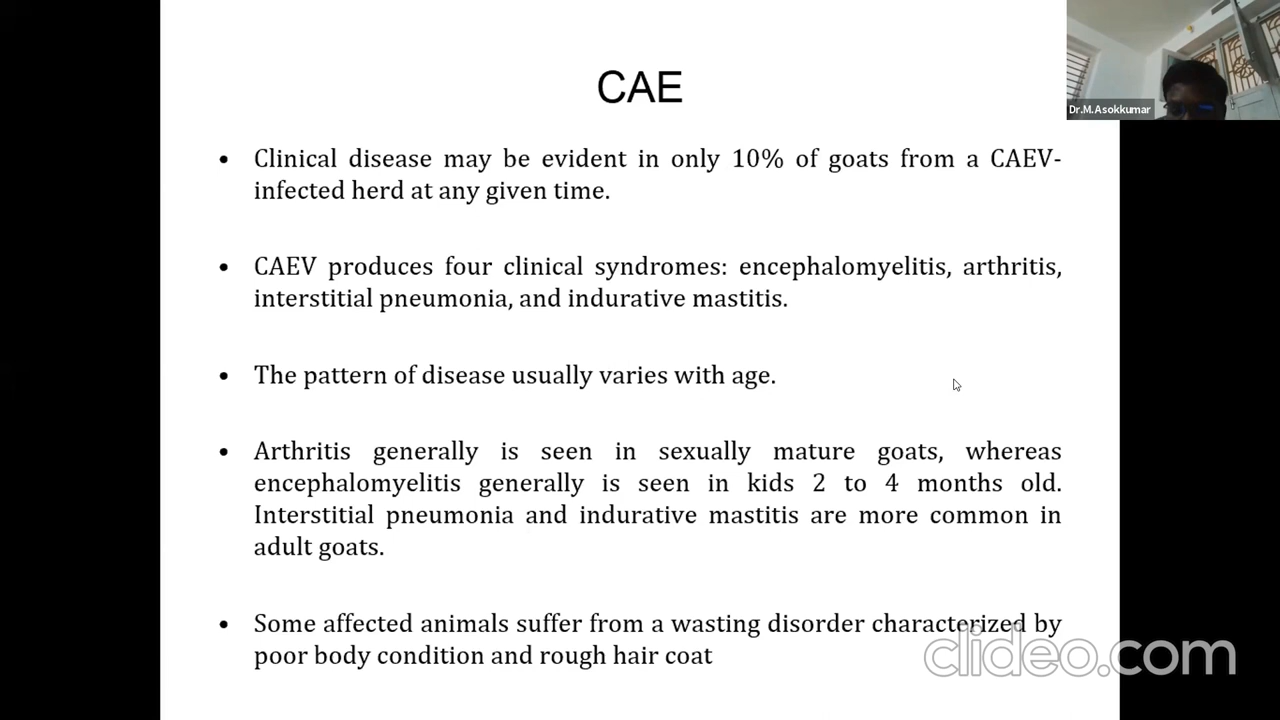 CAE
Dr.M.Asokkumar
• Clinical disease may be evident in only 10% of goats from a CAEV-
infected herd at any given time.
• CAEV produces four clinical syndromes: encephalomyelitis, arthritis,
interstitial pneumonia, and indurative mastitis.
• The pattern of disease usually varies with age.
• Arthritis generally is seen in sexually mature goats, whereas
encephalomyelitis generally is seen in kids 2 to 4 months old.
Interstitial pneumonia and indurative mastitis are more common in
adult goats.
• Some affected animals suffer from a wasting disorder characterized by
poor body condition and rough hair coat
clideo.com